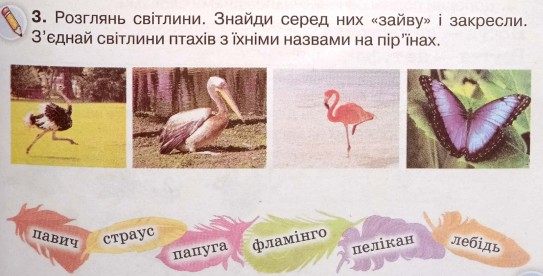 3. Розглянь світлини. Знайди серед них «зайву» і закресли.
З’єднай світлини птахів з їхніми назвами на пір’їнах.
павич страус папуга фламінго пелікан лебідь